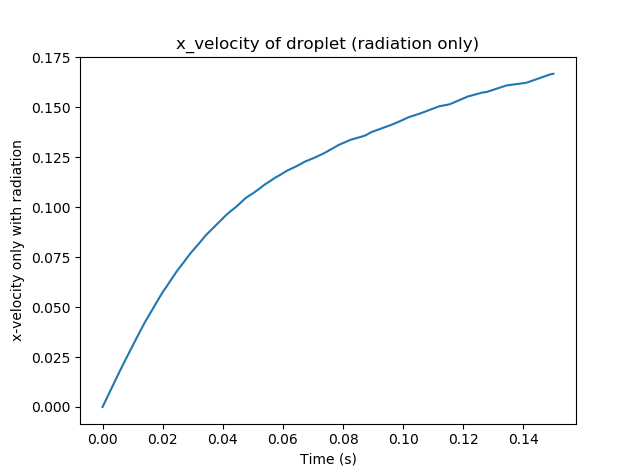 x_velocity of droplet (radiation only)
x-velocity only with radiation
0.175
0.150
0.125
0.100
0.075
0.050
0.025
0.000
0.00 0.02 0.04 0.06 0.08 0.10 0.12 0.14
Time (s)